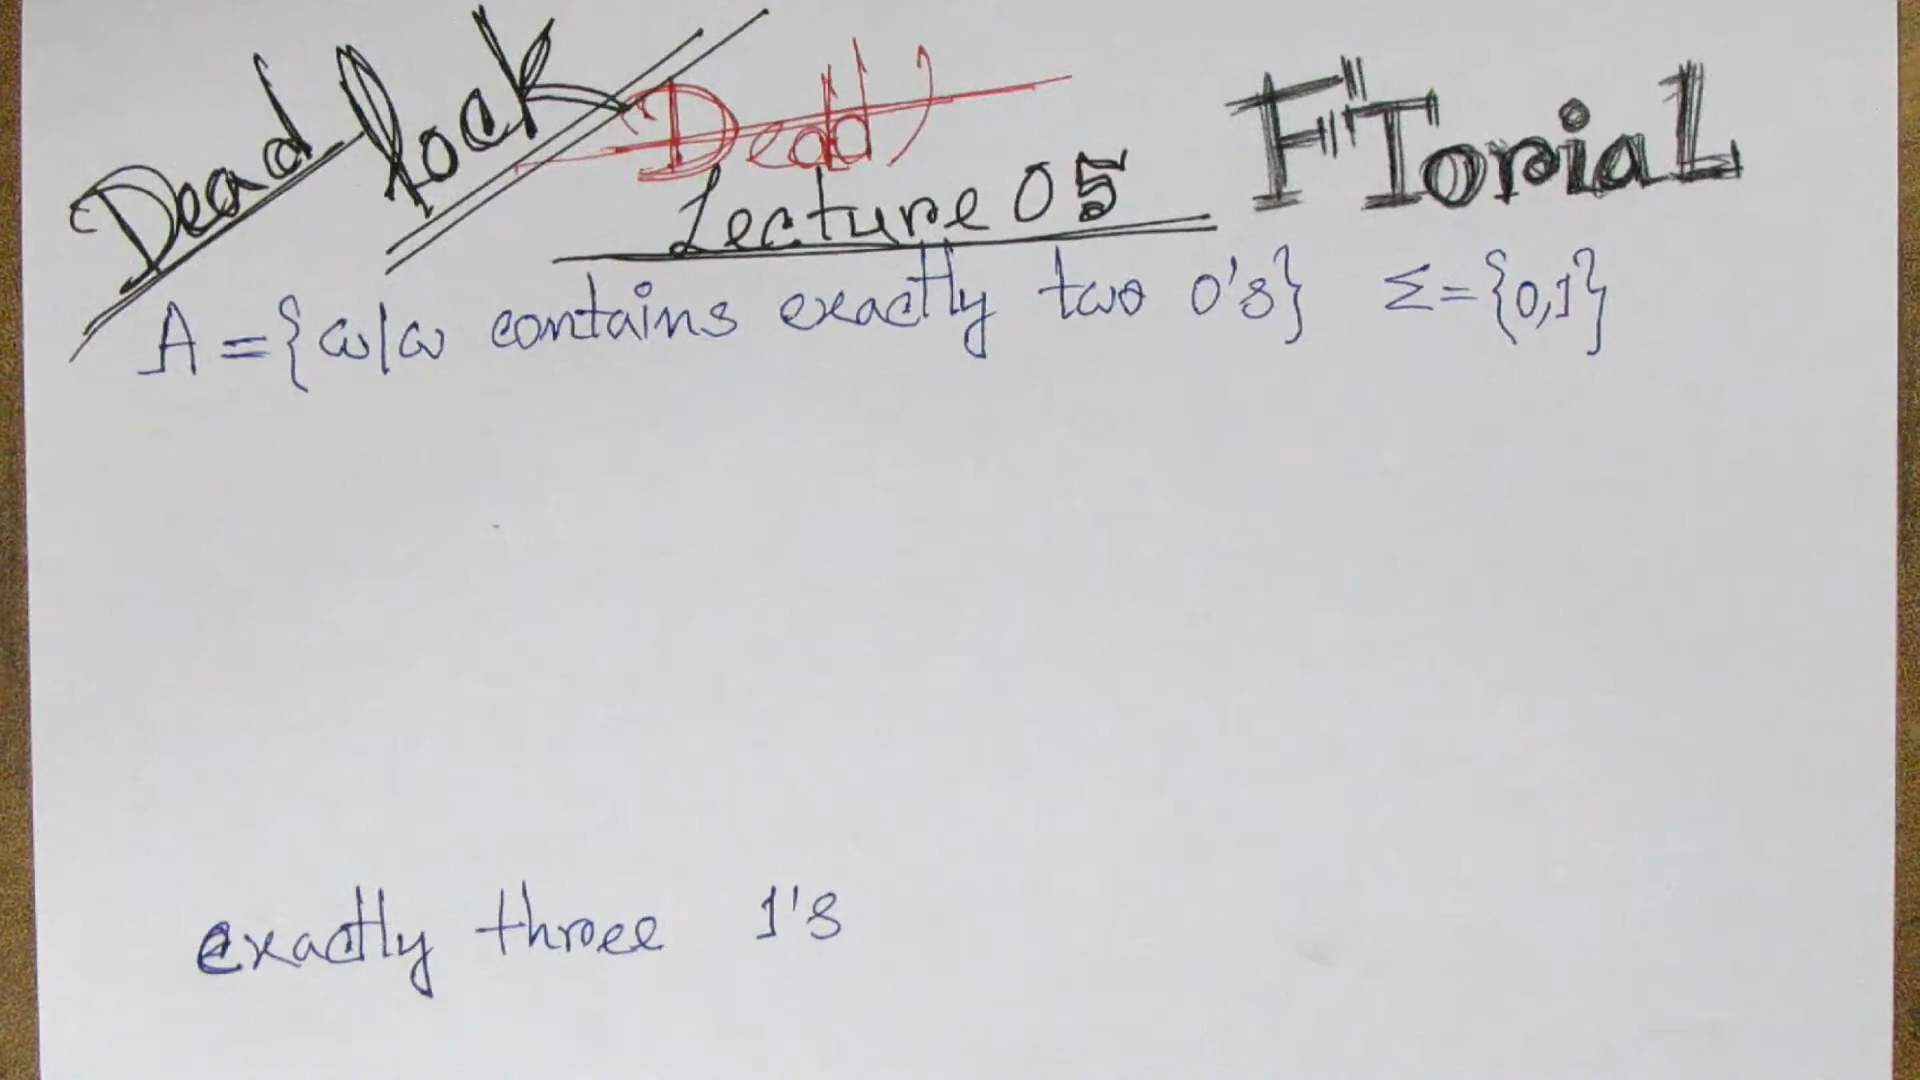 Dead lock
(Dead)
FTorial
Lecture 05
A = {ω/ω contains exactly two 0's} Σ = {0,1}
exactly three 1's